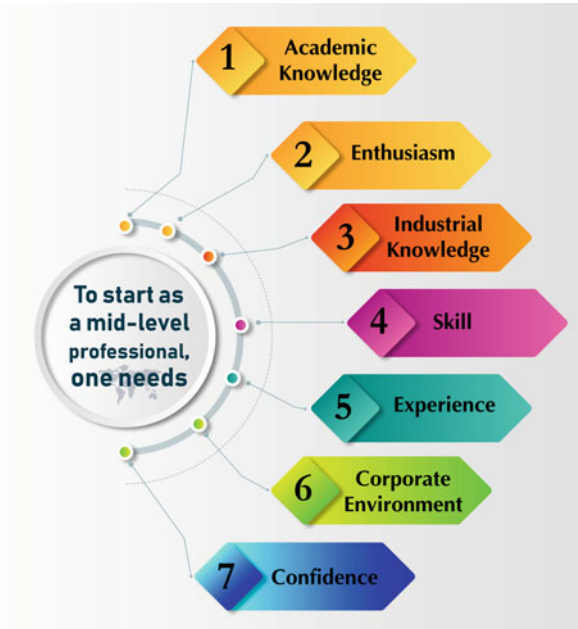 To start as
a mid-level
professional,
one needs
1
Academic
Knowledge
2
Enthusiasm
3
Industrial
Knowledge
4
Skill
5
Experience
6
Corporate
Environment
7
Confidence